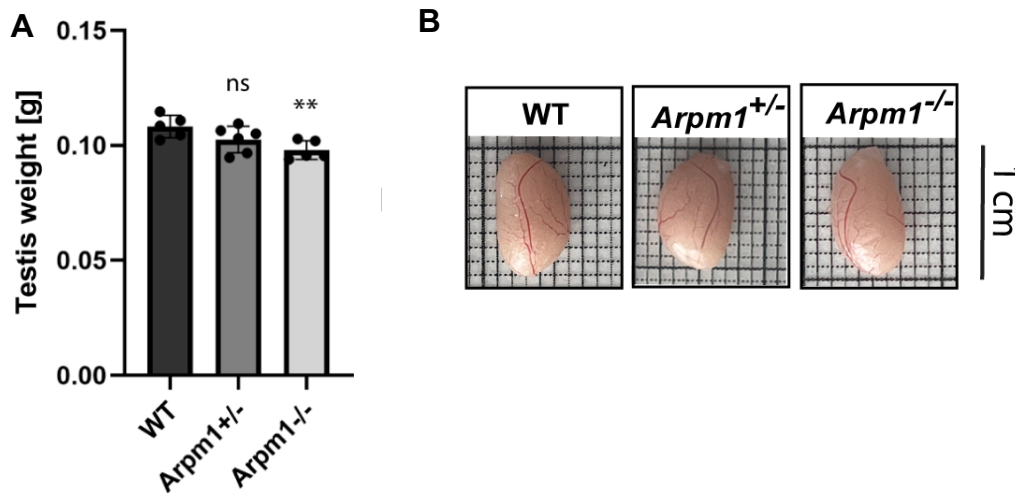 A
B
Testis weight [g]
0.15
0.10
0.05
0.00
ns
**
WT
Arpm1+/-
Arpm1-/-
WT
Arpm1+/-
Arpm1-/-
1 cm